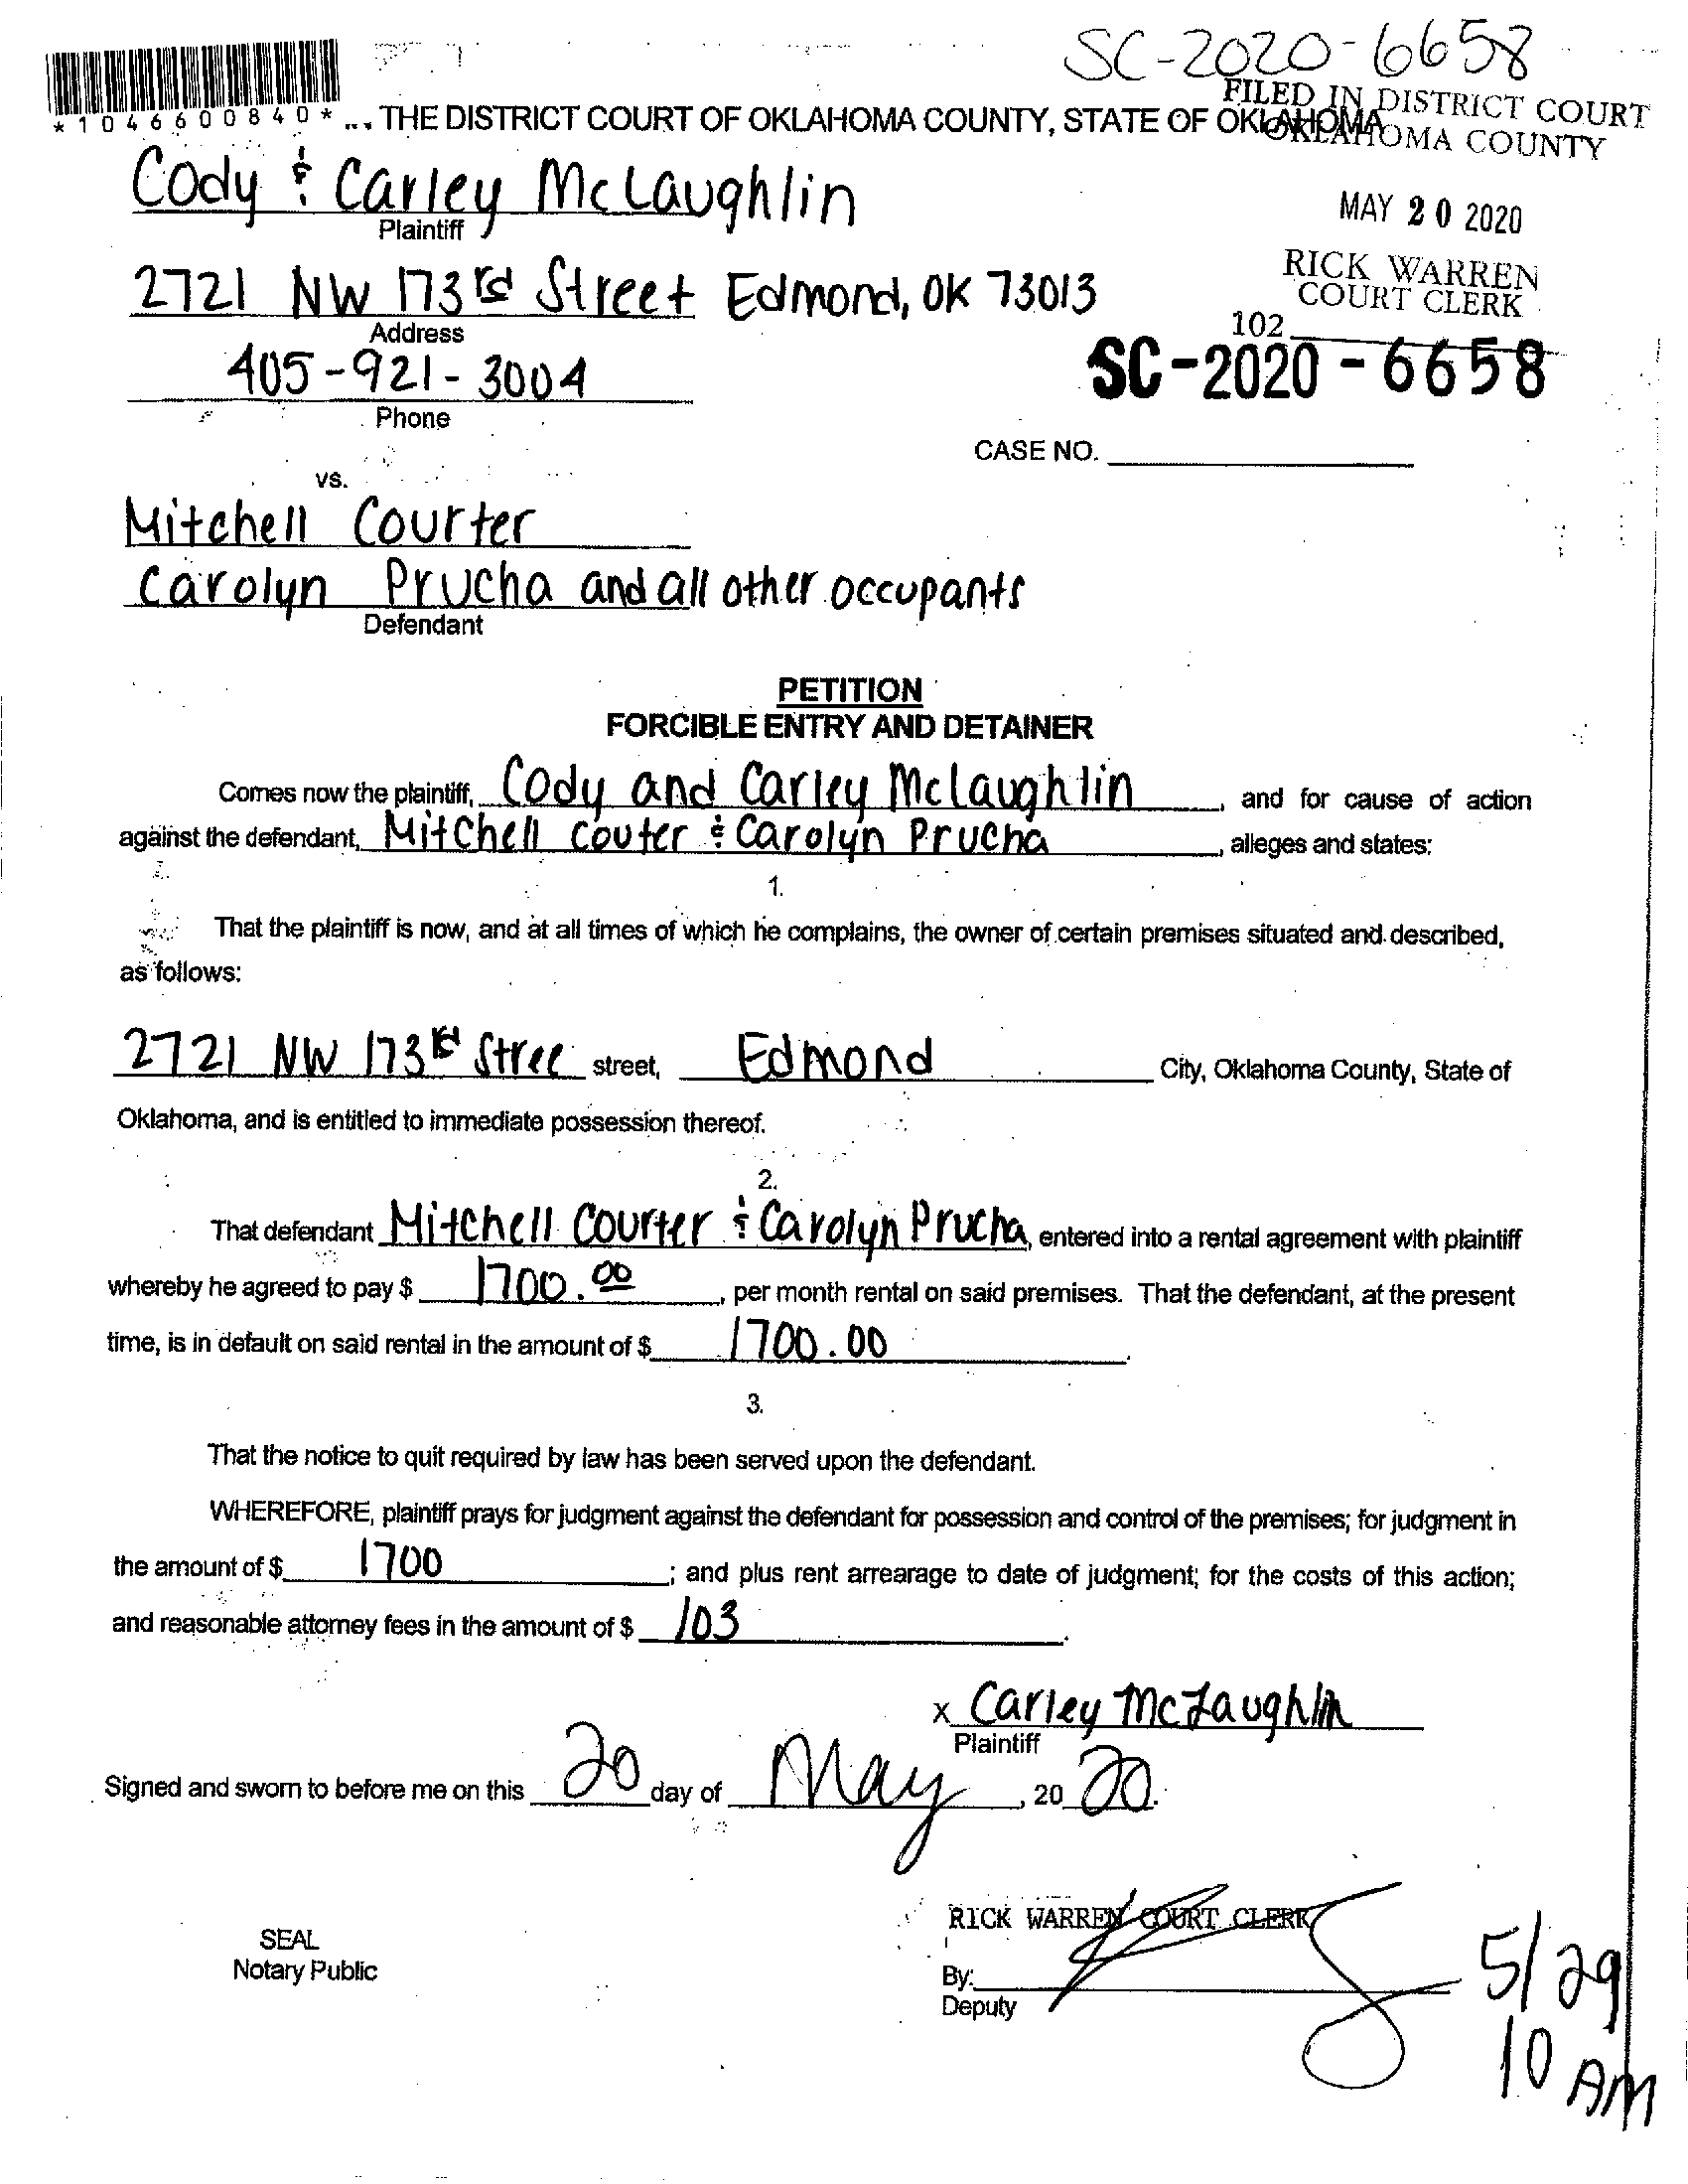 SC-2020-6658
FILED IN DISTRICT COURT
OKLAHOMA COUNTY
*1046600840* THE DISTRICT COURT OF OKLAHOMA COUNTY, STATE OF OKLAHOMA
Cody & Carley McLaughlin
Plaintiff
MAY 20 2020
2721 NW 173rd Street Edmond, OK 73013
Address
RICK WARREN
COURT CLERK
102
405-921-3004
Phone
SC-2020-6658
CASE NO.
vs.
Mitchell Courter
Carolyn Prucha and all other occupants
Defendant
PETITION
FORCIBLE ENTRY AND DETAINER
Comes now the plaintiff, Cody and Carley Mclaughlin, and for cause of action
against the defendant, Mitchell Couter & Carolyn Prucha, alleges and states:
1.
That the plaintiff is now, and at all times of which he complains, the owner of certain premises situated and described,
as follows:
2721 NW 173rd Stree street, Edmond City, Oklahoma County, State of
Oklahoma, and is entitled to immediate possession thereof.
2.
That defendant Mitchell Courter & Carolyn Prucha, entered into a rental agreement with plaintiff
whereby he agreed to pay $ 1700.00, per month rental on said premises. That the defendant, at the present
time, is in default on said rental in the amount of $ 1700.00.
3.
That the notice to quit required by law has been served upon the defendant.
WHEREFORE, plaintiff prays for judgment against the defendant for possession and control of the premises; for judgment in
the amount of $ 1700; and plus rent arrearage to date of judgment; for the costs of this action;
and reasonable attorney fees in the amount of $ 103.
x Carley McLaughlin
Plaintiff
Signed and sworn to before me on this 20 day of May, 20 20.
RICK WARREN COURT CLERK
SEAL
Notary Public
By:
Deputy
5/29
10 AM